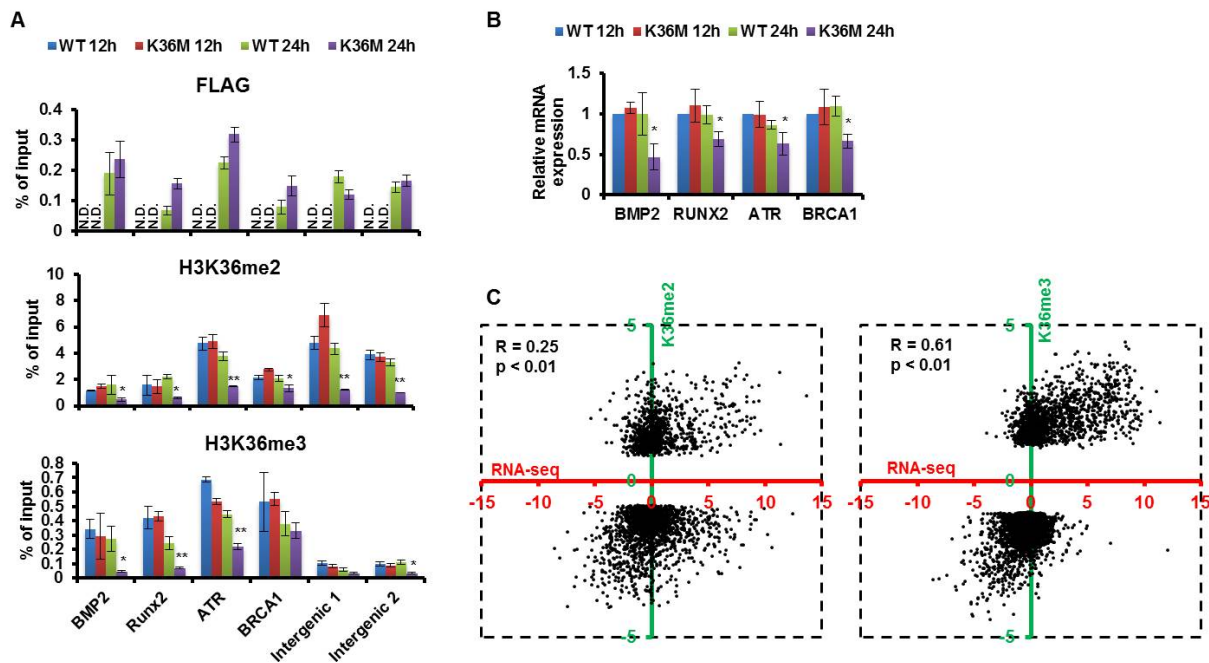 A
WT 12h K36M 12h WT 24h K36M 24h
FLAG
% of input
0.4
0.3
0.2
0.1
0
N.D. N.D. N.D. N.D. N.D. N.D. N.D. N.D. N.D. N.D. N.D. N.D.
H3K36me2
% of input
10
8
6
4
2
0
* * ** * ** **
H3K36me3
% of input
0.8
0.7
0.6
0.5
0.4
0.3
0.2
0.1
0
* ** ** *
BMP2 Runx2 ATR BRCA1 Intergenic 1 Intergenic 2
B
WT 12h K36M 12h WT 24h K36M 24h
Relative mRNA
expression
1.5
1
0.5
0
* * * *
BMP2 RUNX2 ATR BRCA1
C
R = 0.25
p < 0.01
5
K36me2
RNA-seq
0
-15 -10 -5 0 5 10 15
-5
R = 0.61
p < 0.01
5
K36me3
RNA-seq
0
-15 -10 -5 0 5 10 15
-5